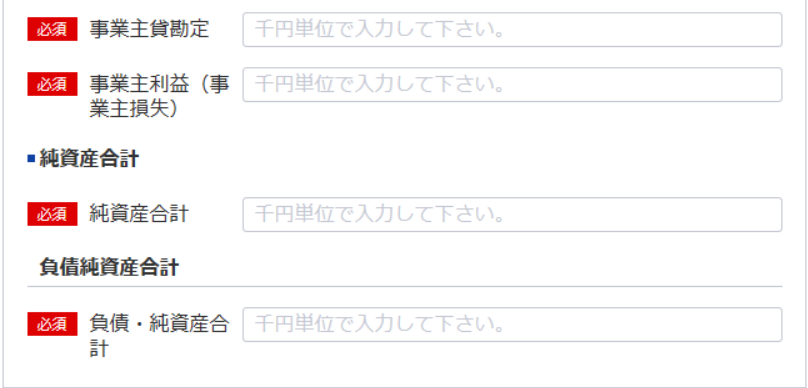 必須 事業主貸勘定 千円単位で入力して下さい。
必須 事業主利益（事 千円単位で入力して下さい。
業主損失）
純資産合計
必須 純資産合計 千円単位で入力して下さい。
負債純資産合計
必須 負債・純資産合 千円単位で入力して下さい。
計